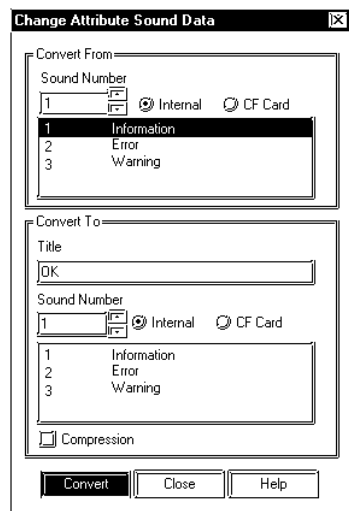 Change Attribute Sound Data
Convert From
Sound Number
1 Internal CF Card
1 Information
2 Error
3 Warning
Convert To
Title
OK
Sound Number
1 Internal CF Card
1 Information
2 Error
3 Warning
Compression
Convert Close Help